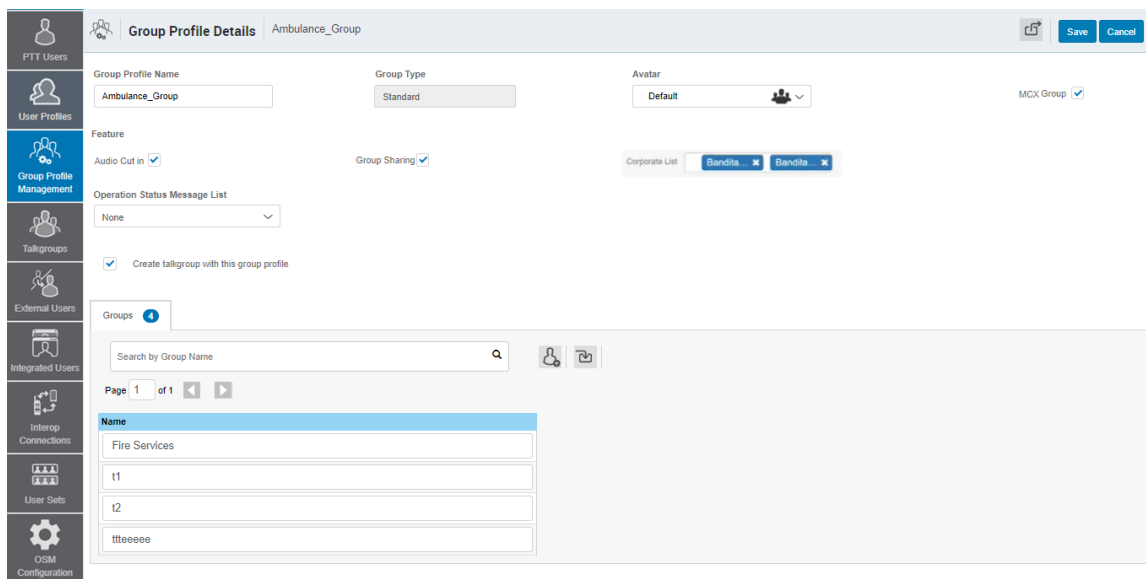 PTT Users
User Profiles
Group Profile
Management
Talkgroups
External Users
Integrated Users
Interop
Connections
User Sets
OSM
Configuration
Group Profile Details Ambulance_Group Save Cancel
Group Profile Name Group Type Avatar
Ambulance_Group Standard Default MCX Group
Feature
Audio Cut in Group Sharing Corporate List Bandita... x Bandita... x
Operation Status Message List
None
Create talkgroup with this group profile
Groups 4
Search by Group Name
Page 1 of 1
Name
Fire Services
t1
t2
ttteeeee